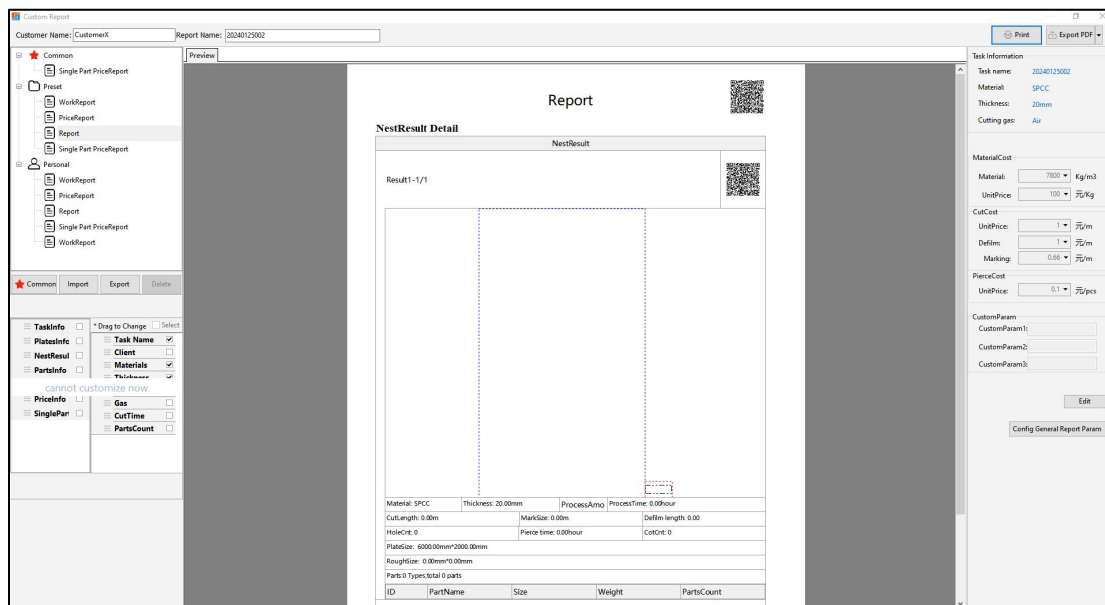 Custom Report
Customer Name: CustomerX Report Name: 20240125002
Print Export PDF
Common
Single Part PriceReport
Preset
WorkReport
PriceReport
Report
Single Part PriceReport
Personal
WorkReport
PriceReport
Report
Single Part PriceReport
WorkReport
Common Import Export Delete
TaskInfo
PlatesInfc
NestResul
PartsInfo
PriceInfo
SinglePar
* Drag to Change Select
Task Name
Client
Materials
Thickness
cannot customize now
Gas
CutTime
PartsCount
Preview
Report
NestResult Detail
NestResult
Result1-1/1
Material: SPCC Thickness: 20.00mm ProcessAmo ProcessTime: 0.00hour
CutLength: 0.00m MarkSize: 0.00m Defilm length: 0.00
HoleCnt: 0 Pierce time: 0.00hour CotCnt: 0
PlateSize: 6000.00mm*2000.00mm
RoughSize: 0.00mm*0.00mm
Parts:0 Types,total 0 parts
ID PartName Size Weight PartsCount
Task Information
Task name: 20240125002
Material: SPCC
Thickness: 20mm
Cutting gas: Air
MaterialCost
Material: 7800 Kg/m3
UnitPrice: 100 元/Kg
CutCost
UnitPrice: 1 元/m
Defilm: 1 元/m
Marking: 0.66 元/m
PierceCost
UnitPrice: 0.1 元/pcs
CustomParam
CustomParam1:
CustomParam2:
CustomParam3:
Edit
Config General Report Param